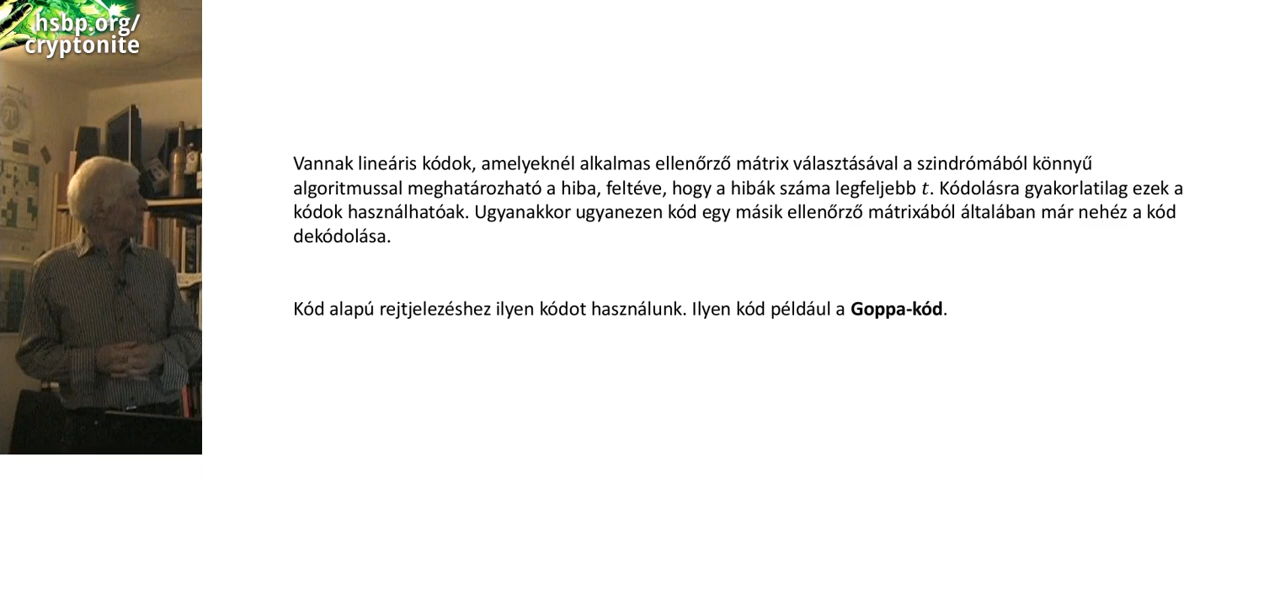 hsbp.org/
cryptonite
Vannak lineáris kódok, amelyeknél alkalmas ellenőrző mátrix választásával a szindrómából könnyű
algoritmussal meghatározható a hiba, feltéve, hogy a hibák száma legfeljebb t. Kódolásra gyakorlatilag ezek a
kódok használhatóak. Ugyanakkor ugyanezen kód egy másik ellenőrző mátrixából általában már nehéz a kód
dekódolása.
Kód alapú rejtjelezéshez ilyen kódot használunk. Ilyen kód például a Goppa-kód.